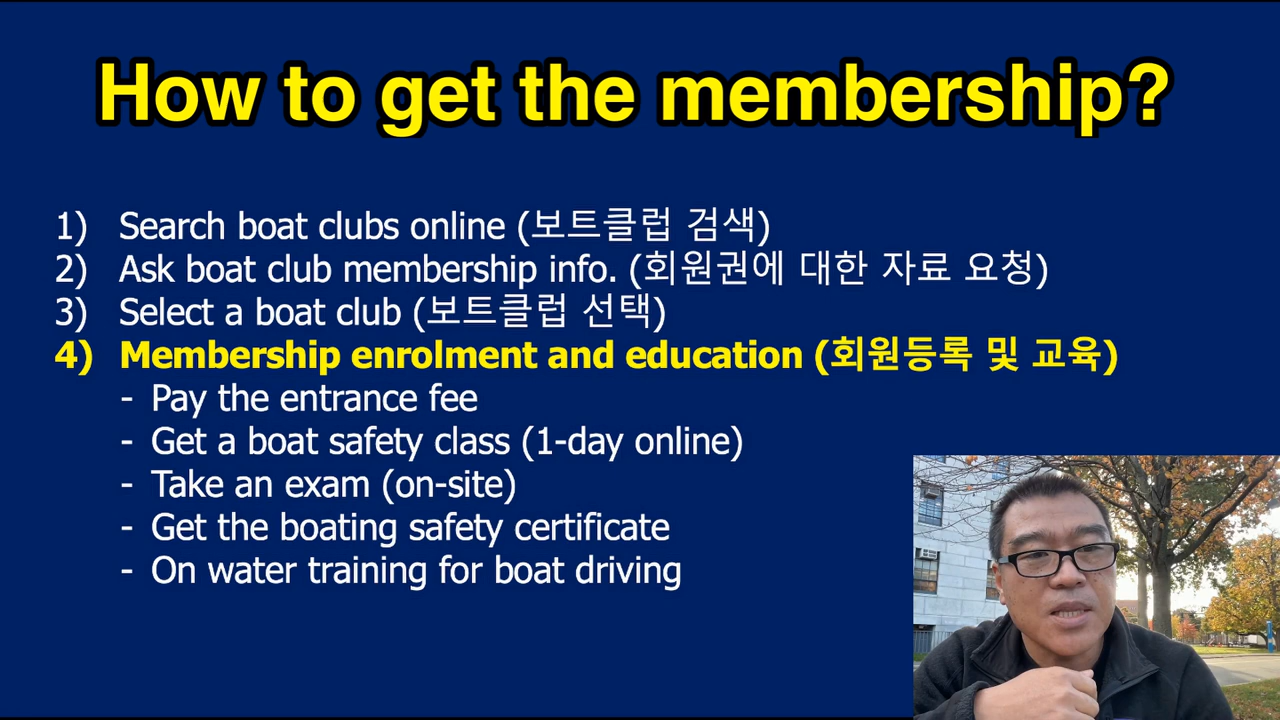 How to get the membership?
1) Search boat clubs online (보트클럽 검색)
2) Ask boat club membership info. (회원권에 대한 자료 요청)
3) Select a boat club (보트클럽 선택)
4) Membership enrolment and education (회원등록 및 교육)
- Pay the entrance fee
- Get a boat safety class (1-day online)
- Take an exam (on-site)
- Get the boating safety certificate
- On water training for boat driving